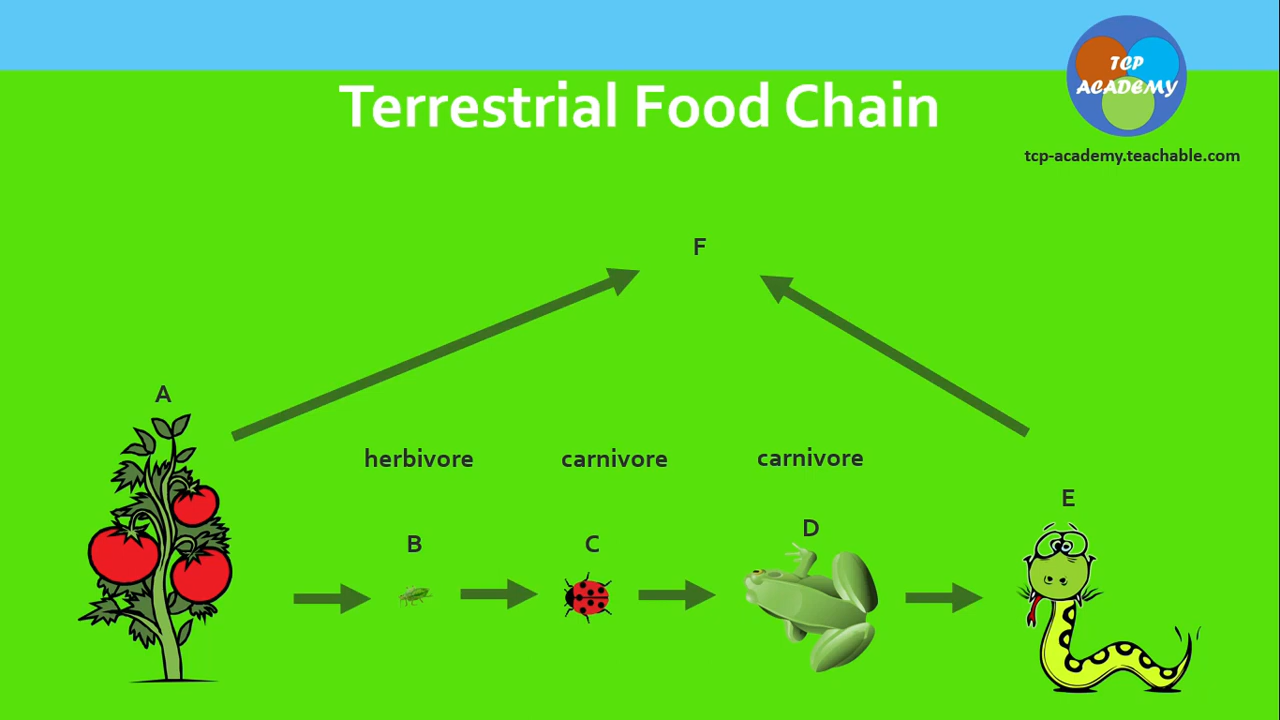 TCP
ACADEMY
Terrestrial Food Chain
tcp-academy.teachable.com
F
A
herbivore
carnivore
carnivore
E
D
B
C